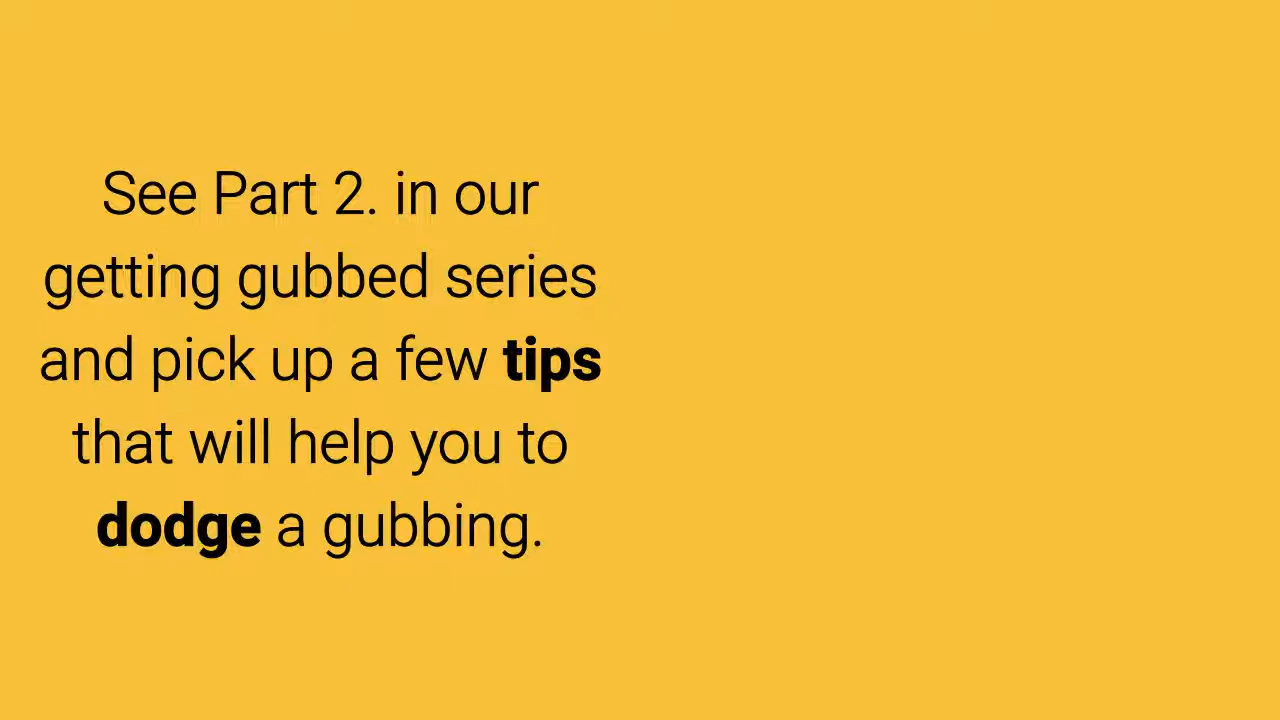 See Part 2. in our
getting gubbed series
and pick up a few tips
that will help you to
dodge a gubbing.